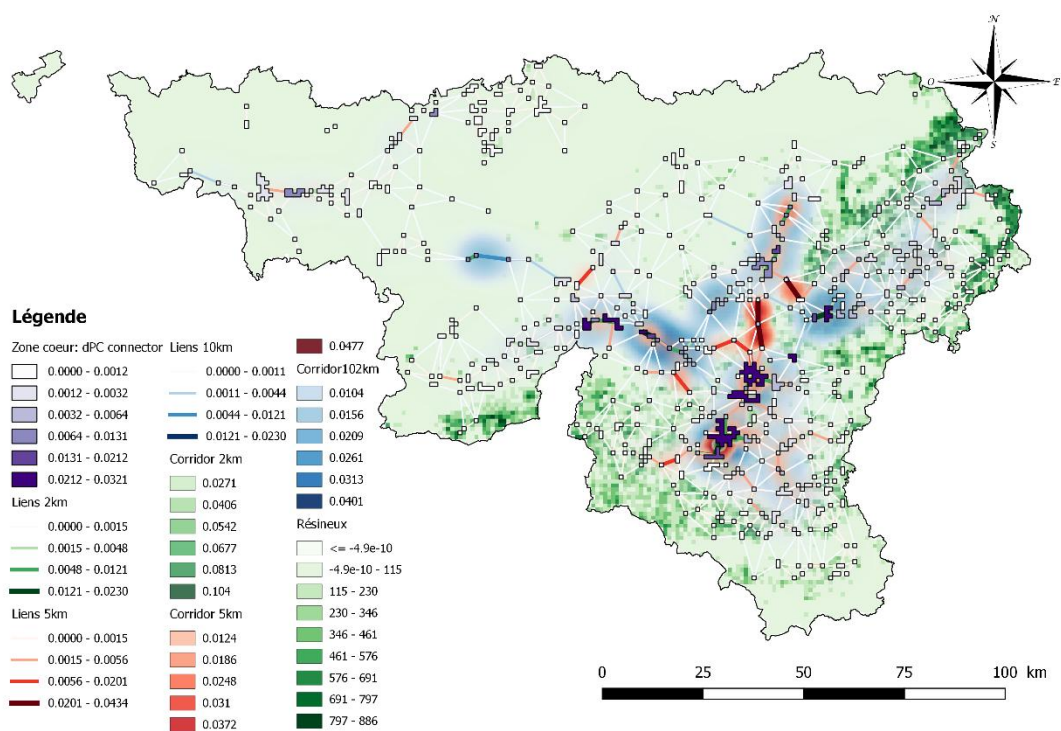 N
O
E
S
Légende
Zone coeur: dPC connector
0.0000 - 0.0012
0.0012 - 0.0032
0.0032 - 0.0064
0.0064 - 0.0131
0.0131 - 0.0212
0.0212 - 0.0321
Liens 2km
0.0000 - 0.0015
0.0015 - 0.0048
0.0048 - 0.0121
0.0121 - 0.0230
Liens 5km
0.0000 - 0.0015
0.0015 - 0.0056
0.0056 - 0.0201
0.0201 - 0.0434
Liens 10km
0.0000 - 0.0011
0.0011 - 0.0044
0.0044 - 0.0121
0.0121 - 0.0230
Corridor 2km
0.0271
0.0406
0.0542
0.0677
0.0813
0.104
Corridor 5km
0.0124
0.0186
0.0248
0.031
0.0372
0.0477
Corridor102km
0.0104
0.0156
0.0209
0.0261
0.0313
0.0401
Résineux
<= -4.9e-10
-4.9e-10 - 115
115 - 230
230 - 346
346 - 461
461 - 576
576 - 691
691 - 797
797 - 886
0 25 50 75 100 km